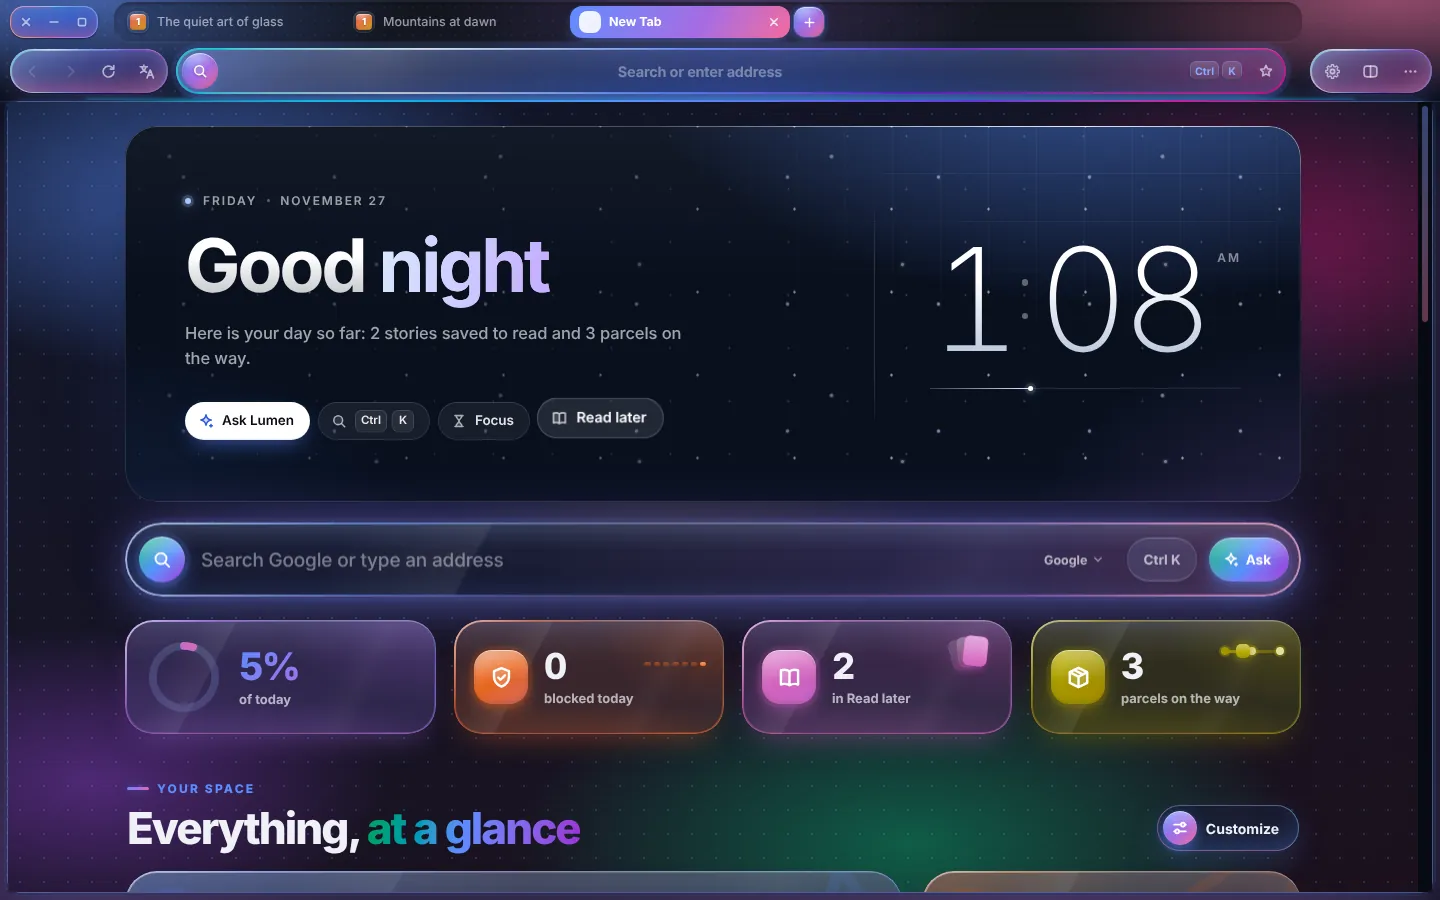 1 The quiet art of glass
1 Mountains at dawn
New Tab
Search or enter address
Ctrl K
FRIDAY · NOVEMBER 27
Good night
Here is your day so far: 2 stories saved to read and 3 parcels on
the way.
Ask Lumen
Ctrl K
Focus
Read later
1:08 AM
Search Google or type an address
Google
Ctrl K
Ask
5%
of today
0
blocked today
2
in Read later
3
parcels on the way
YOUR SPACE
Everything, at a glance
Customize